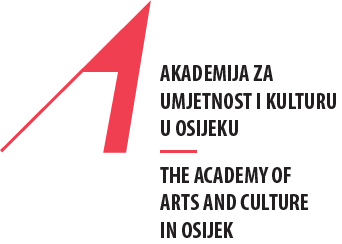 AKADEMIJA ZA
UMJETNOST I KULTURU
U OSIJEKU
THE ACADEMY OF
ARTS AND CULTURE
IN OSIJEK